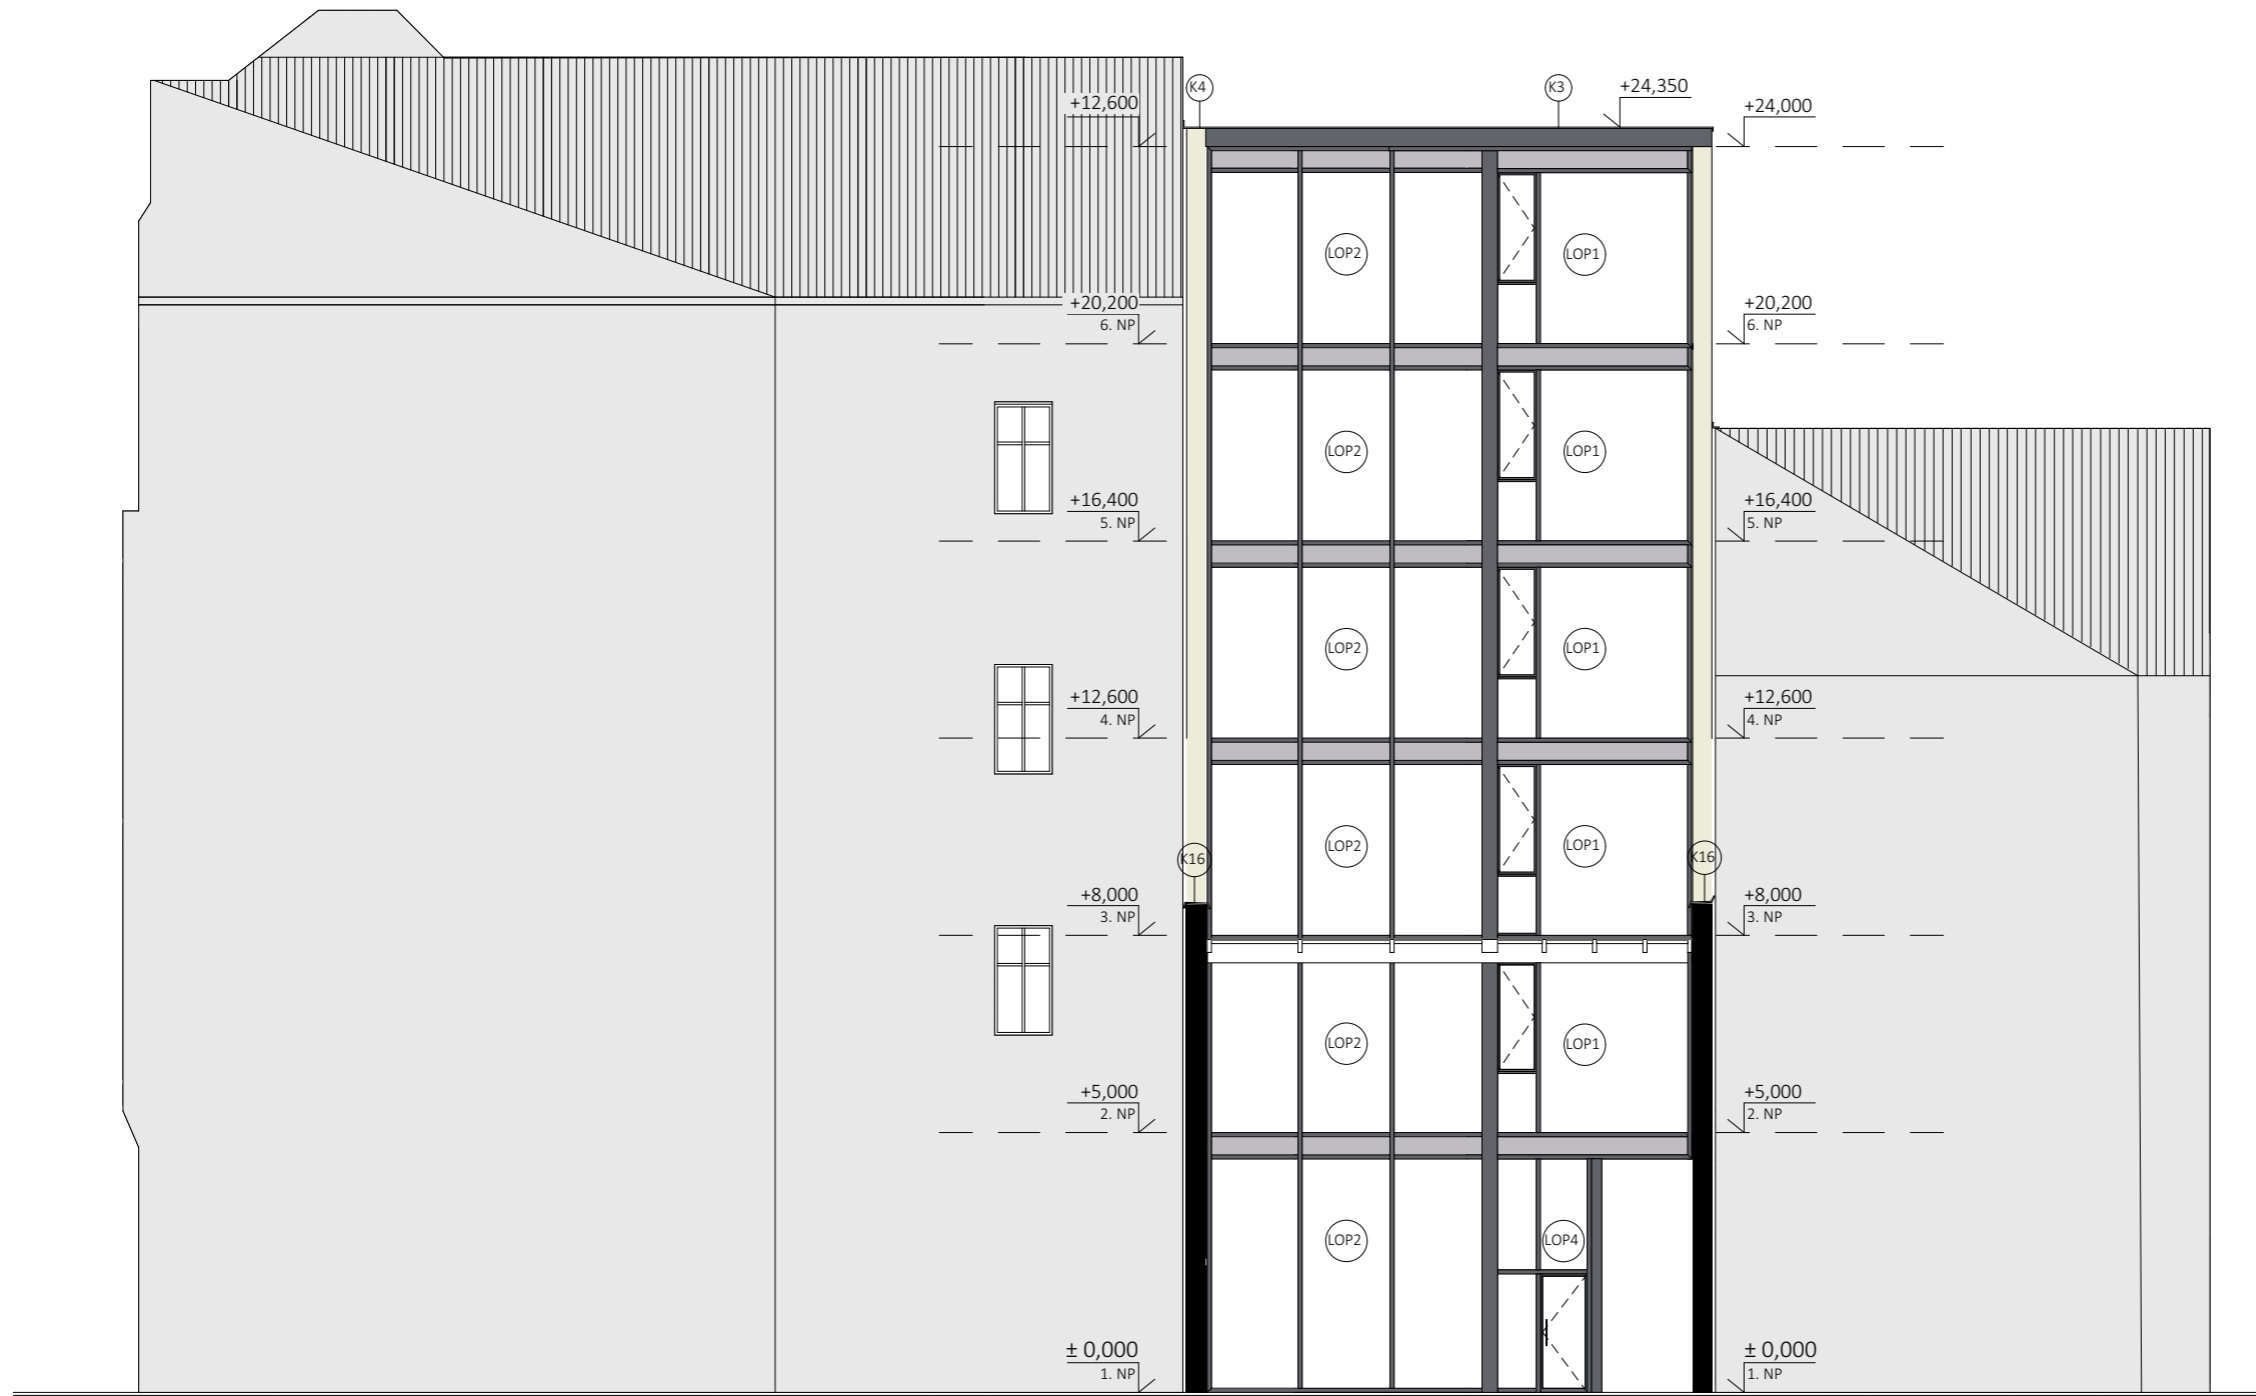 K4
K3
+24,350
+12,600
+24,000
LOP2
LOP1
+20,200
6. NP
+20,200
6. NP
LOP2
LOP1
+16,400
5. NP
+16,400
5. NP
LOP2
LOP1
+12,600
4. NP
+12,600
4. NP
LOP2
LOP1
K16
K16
+8,000
3. NP
+8,000
3. NP
LOP2
LOP1
+5,000
2. NP
+5,000
2. NP
LOP2
LOP4
± 0,000
1. NP
± 0,000
1. NP